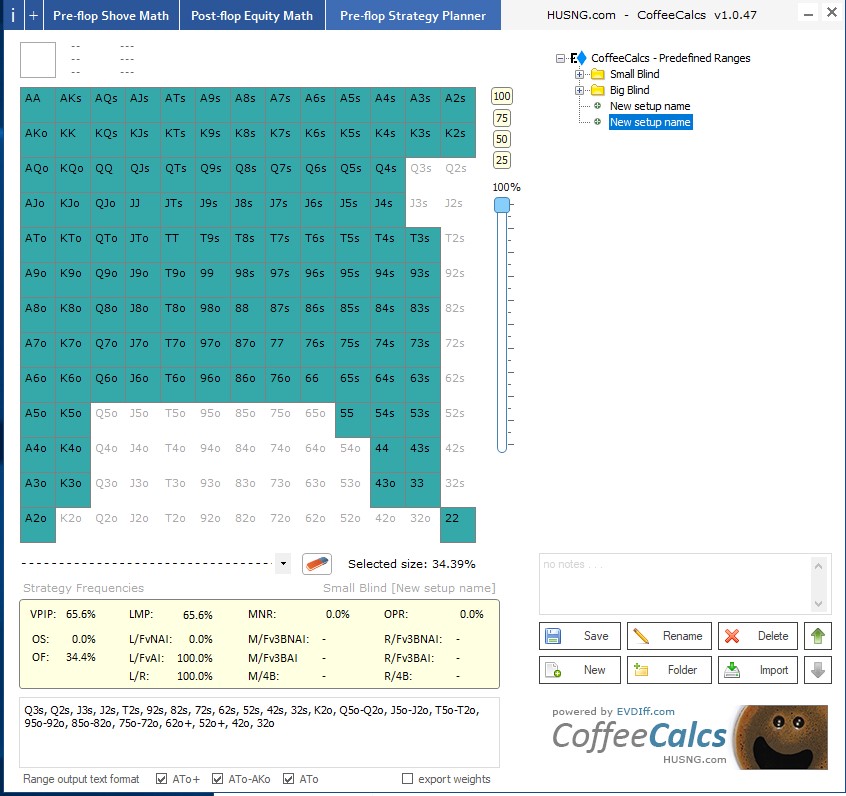 i + Pre-flop Shove Math Post-flop Equity Math Pre-flop Strategy Planner HUSNG.com - CoffeeCalcs v1.0.47
-- ---
-- ---
-- ---
AA AKs AQs AJs ATs A9s A8s A7s A6s A5s A4s A3s A2s
AKo KK KQs KJs KTs K9s K8s K7s K6s K5s K4s K3s K2s
AQo KQo QQ QJs QTs Q9s Q8s Q7s Q6s Q5s Q4s Q3s Q2s
AJo KJo QJo JJ JTs J9s J8s J7s J6s J5s J4s J3s J2s
ATo KTo QTo JTo TT T9s T8s T7s T6s T5s T4s T3s T2s
A9o K9o Q9o J9o T9o 99 98s 97s 96s 95s 94s 93s 92s
A8o K8o Q8o J8o T8o 98o 88 87s 86s 85s 84s 83s 82s
A7o K7o Q7o J7o T7o 97o 87o 77 76s 75s 74s 73s 72s
A6o K6o Q6o J6o T6o 96o 86o 76o 66 65s 64s 63s 62s
A5o K5o Q5o J5o T5o 95o 85o 75o 65o 55 54s 53s 52s
A4o K4o Q4o J4o T4o 94o 84o 74o 64o 54o 44 43s 42s
A3o K3o Q3o J3o T3o 93o 83o 73o 63o 53o 43o 33 32s
A2o K2o Q2o J2o T2o 92o 82o 72o 62o 52o 42o 32o 22
100
75
50
25
100%
CoffeeCalcs - Predefined Ranges
Small Blind
Big Blind
New setup name
New setup name
Selected size: 34.39%
Strategy Frequencies Small Blind [New setup name]
VPIP: 65.6% LMP: 65.6% MNR: 0.0% OPR: 0.0%
OS: 0.0% L/FvNAI: 0.0% M/Fv3BNAI: - R/Fv3BNAI: -
OF: 34.4% L/FvAI: 100.0% M/Fv3BAI - R/Fv3BAI: -
L/R: 100.0% M/4B: - R/4B: -
Q3s, Q2s, J3s, J2s, T2s, 92s, 82s, 72s, 62s, 52s, 42s, 32s, K2o, Q5o-Q2o, J5o-J2o, T5o-T2o,
95o-92o, 85o-82o, 75o-72o, 62o+, 52o+, 42o, 32o
Range output text format ATo+ ATo-AKo ATo export weights
no notes . . .
Save Rename Delete
New Folder Import
powered by EVDIff.com
CoffeeCalcs
HUSNG.com